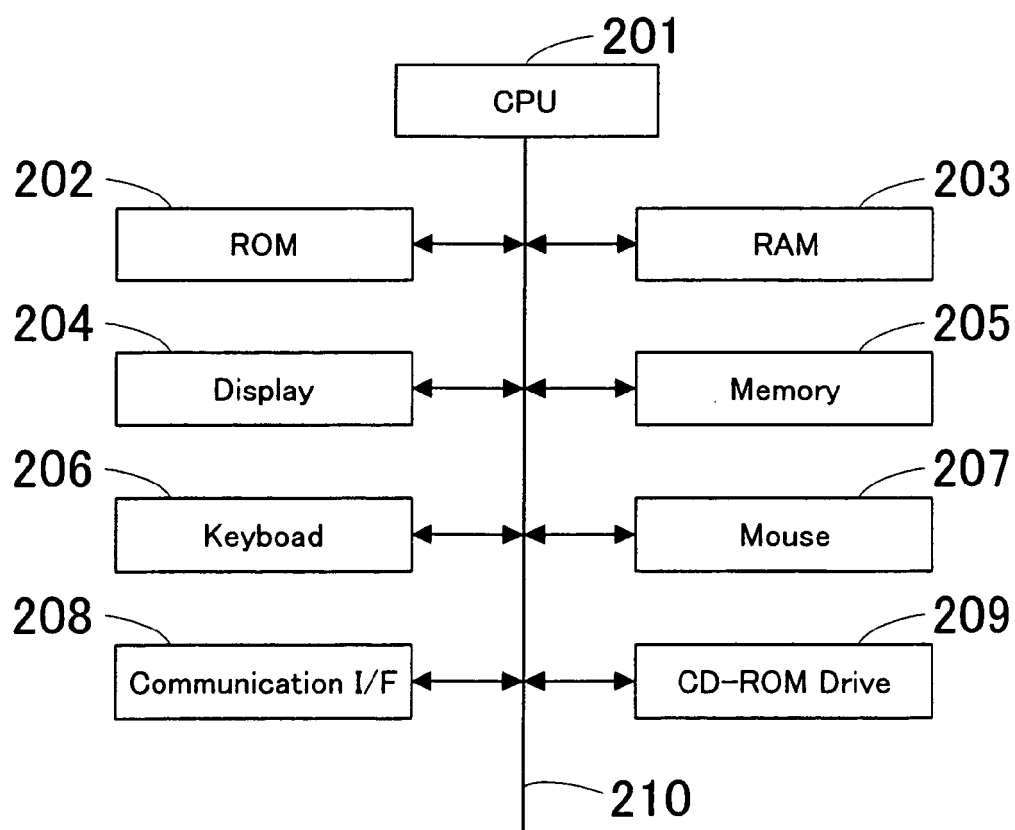 201
CPU
202
203
ROM
RAM
204
205
Display
Memory
206
207
Keyboad
Mouse
208
209
Communication I/F
CD-ROM Drive
210